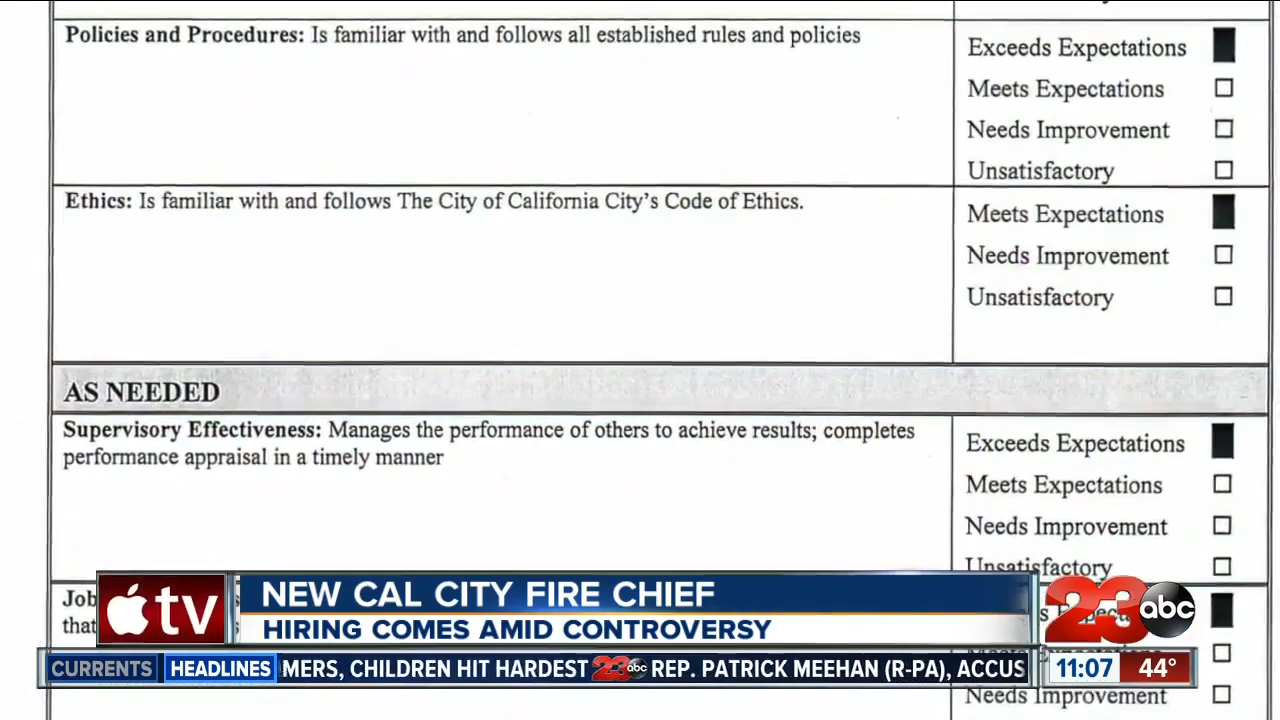 Policies and Procedures: Is familiar with and follows all established rules and policies
Exceeds Expectations
Meets Expectations
Needs Improvement
Unsatisfactory
Ethics: Is familiar with and follows The City of California City's Code of Ethics.
Meets Expectations
Needs Improvement
Unsatisfactory
AS NEEDED
Supervisory Effectiveness: Manages the performance of others to achieve results; completes
performance appraisal in a timely manner
Exceeds Expectations
Meets Expectations
Needs Improvement
Unsatisfactory
Job
that
Needs Improvement
tv
NEW CAL CITY FIRE CHIEF
HIRING COMES AMID CONTROVERSY
23 abc
CURRENTS HEADLINES MERS, CHILDREN HIT HARDEST 23 abc REP. PATRICK MEEHAN (R-PA), ACCUS
11:07 44°